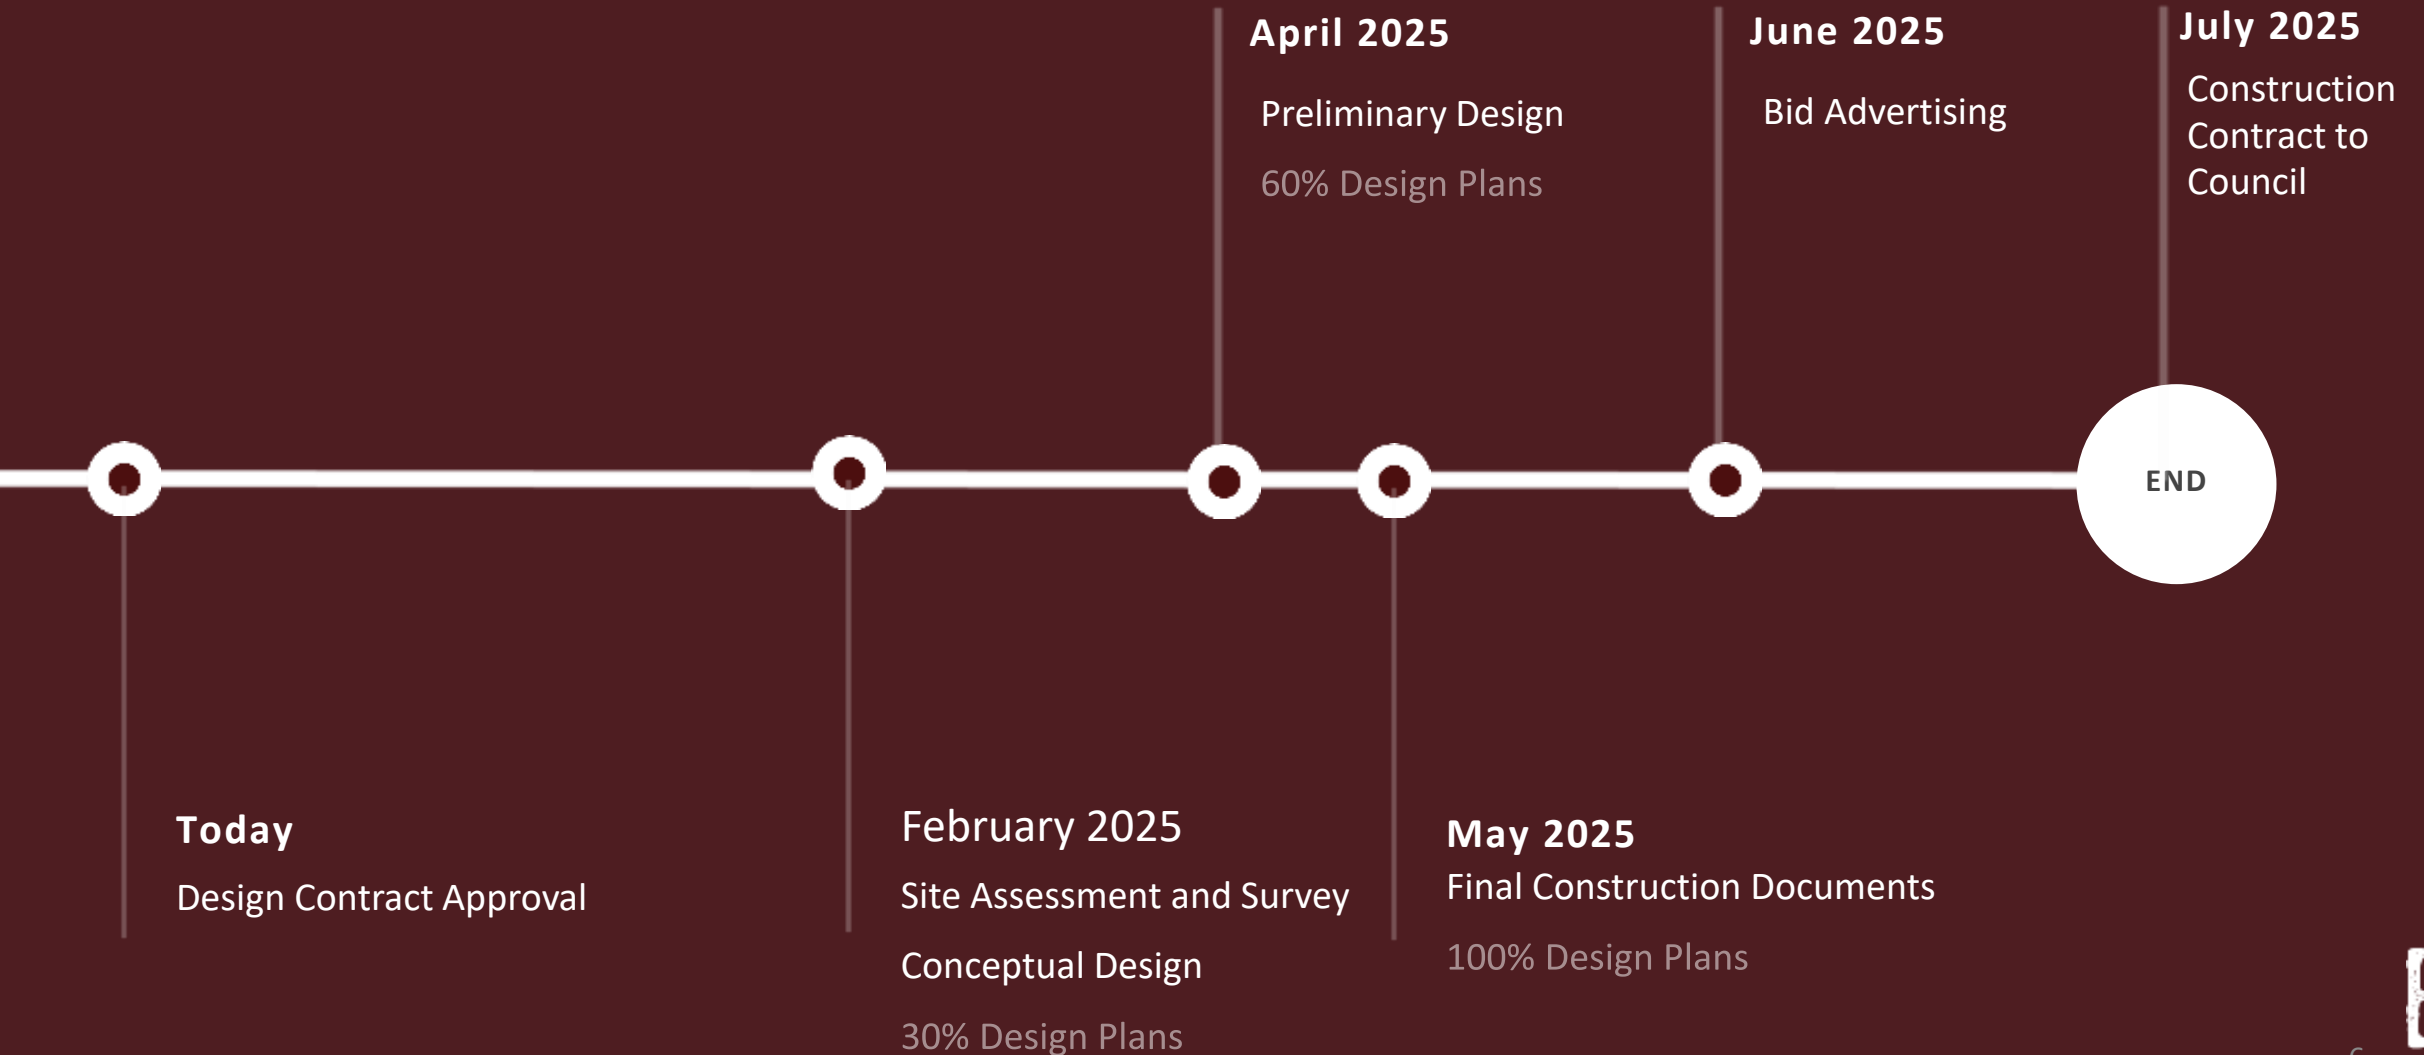 April 2025
Preliminary Design
60% Design Plans
June 2025
Bid Advertising
July 2025
Construction
Contract to
Council
END
Today
Design Contract Approval
February 2025
Site Assessment and Survey
Conceptual Design
30% Design Plans
May 2025
Final Construction Documents
100% Design Plans